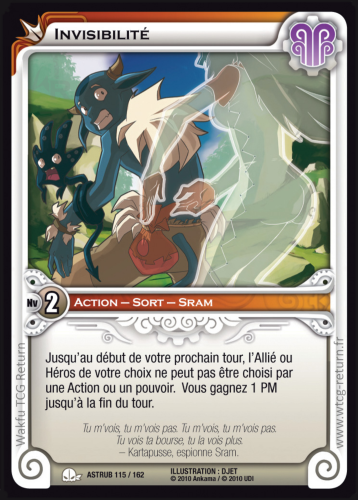 INVISIBILITÉ
Nv 2
ACTION – SORT – SRAM
Jusqu'au début de votre prochain tour, l'Allié ou
Héros de votre choix ne peut pas être choisi par
une Action ou un pouvoir. Vous gagnez 1 PM
jusqu'à la fin du tour.
Tu m'vois, tu m'vois pas. Tu m'vois, tu m'vois pas.
Tu vois ta bourse, tu la vois plus.
– Kartapusse, espionne Sram.
Wakfu TCG Return
www.wtcg-return.fr
ASTRUB 115 / 162
ILLUSTRATION : DJET
© 2010 Ankama / © 2010 UDI